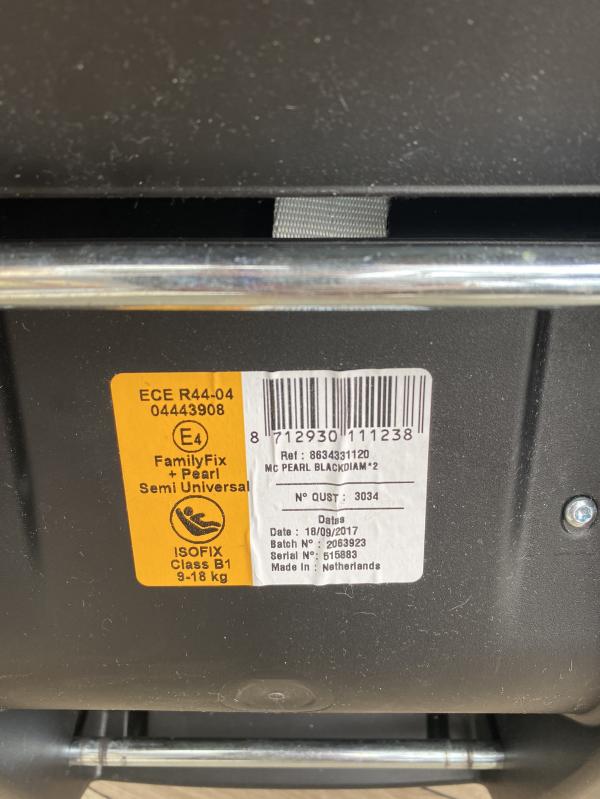 ECE R44-04
04443908
E4
FamilyFix
+ Pearl
Semi Universal
ISOFIX
Class B1
9-18 kg
8 712930 111238
Ref : 8634331120
MC PEARL BLACKDIAM*2
N° QUST : 3034
Datas
Date : 18/09/2017
Batch N° : 2063923
Serial N° : 515883
Made In : Netherlands